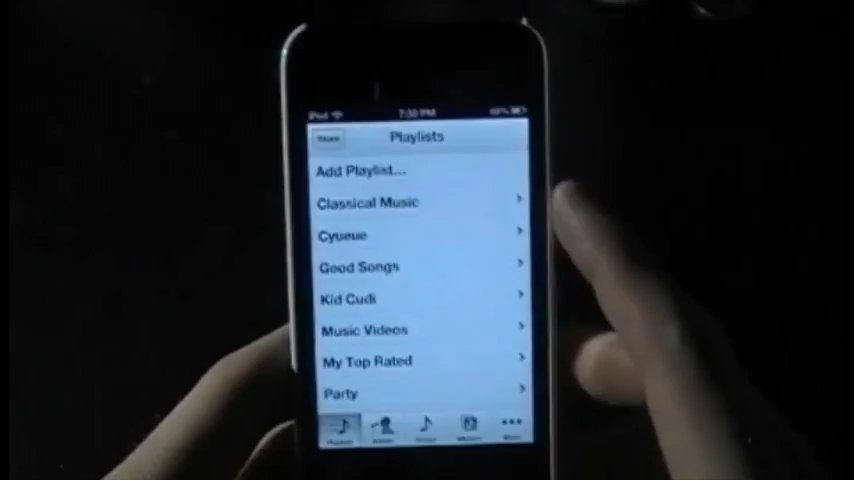 iPod 7:30 PM
Store Playlists
Add Playlist...
Classical Music
Cyueue
Good Songs
Kid Cudi
Music Videos
My Top Rated
Party